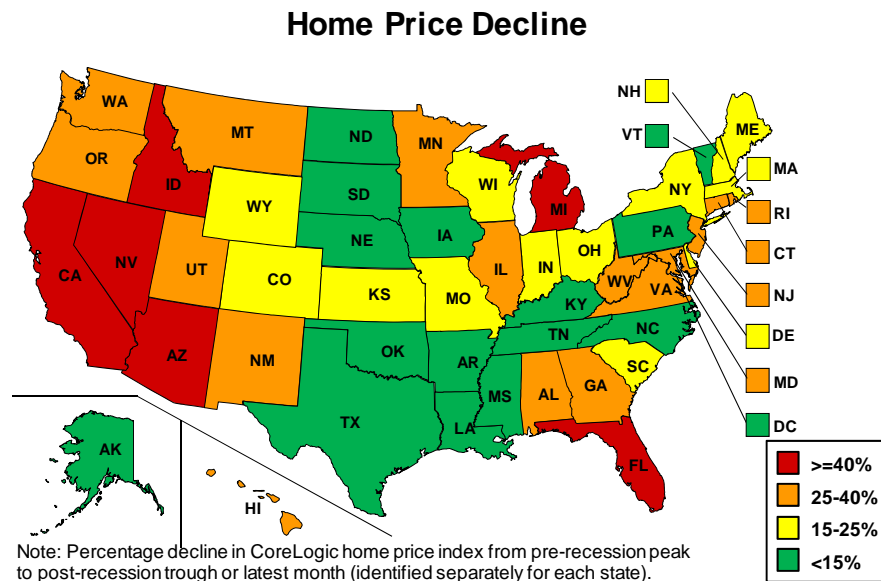 Home Price Decline
NH
VT
WA
MT
ND
MN
ME
OR
ID
SD
WI
NY
MA
WY
MI
RI
NE
IA
PA
CT
NV
UT
CO
IL
IN
OH
WV
VA
NJ
CA
KS
MO
KY
DE
AZ
NM
OK
AR
TN
NC
MD
SC
MS
AL
GA
DC
TX
LA
AK
FL
HI
>=40%
25-40%
15-25%
<15%
Note: Percentage decline in CoreLogic home price index from pre-recession peak
to post-recession trough or latest month (identified separately for each state).